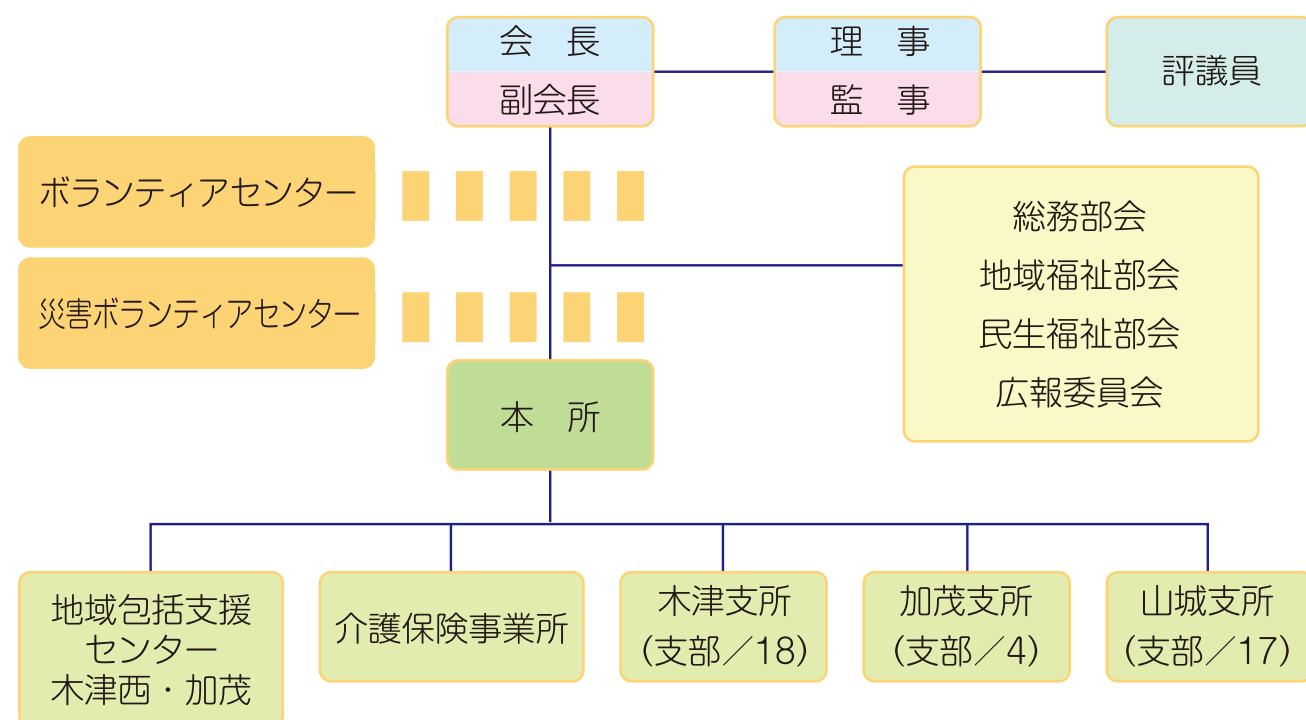 会　長
副会長
理　事
監　事
評議員
ボランティアセンター
災害ボランティアセンター
総務部会
地域福祉部会
民生福祉部会
広報委員会
本　所
地域包括支援
センター
木津西・加茂
介護保険事業所
木津支所
(支部／18)
加茂支所
(支部／4)
山城支所
(支部／17)